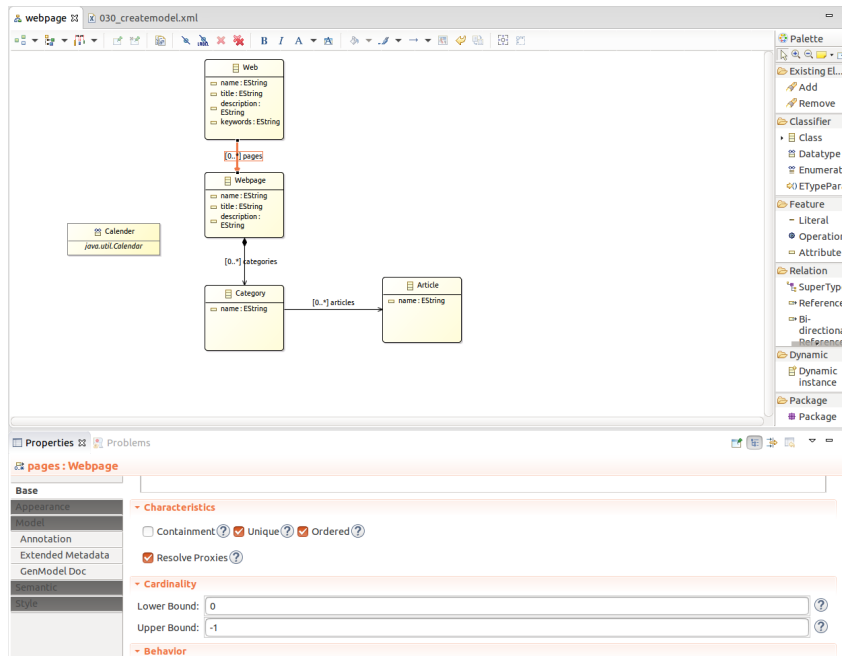 webpage
030_createmodel.xml
B I A A
Palette
Existing El...
Add
Remove
Classifier
Class
Datatype
Enumerat
ETypePar
Feature
Literal
Operation
Attribute
Relation
SuperType
Reference
Bi-
directiona
Reference
Dynamic
Dynamic
instance
Package
Package
Web
name : EString
title : EString
description :
EString
keywords : EString
[0..*] pages
Webpage
name : EString
title : EString
description :
EString
Calender
java.util.Calendar
[0..*] categories
Category
name : EString
[0..*] articles
Article
name : EString
Properties
Problems
pages : Webpage
Base
Appearance
Model
Annotation
Extended Metadata
GenModel Doc
Semantic
Style
Characteristics
Containment ? Unique ? Ordered ?
Resolve Proxies ?
Cardinality
Lower Bound: 0 ?
Upper Bound: -1 ?
Behavior